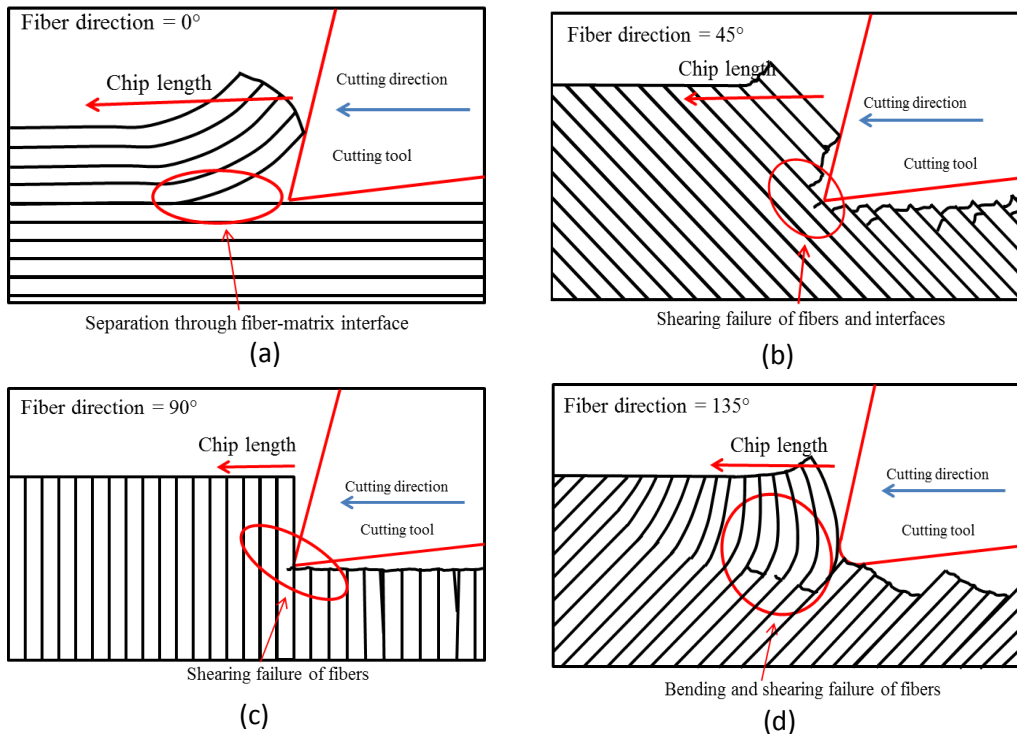 Fiber direction = 0°
Chip length
Cutting direction
Cutting tool
Separation through fiber-matrix interface
(a)
Fiber direction = 45°
Chip length
Cutting direction
Cutting tool
Shearing failure of fibers and interfaces
(b)
Fiber direction = 90°
Chip length
Cutting direction
Cutting tool
Shearing failure of fibers
(c)
Fiber direction = 135°
Chip length
Cutting direction
Cutting tool
Bending and shearing failure of fibers
(d)